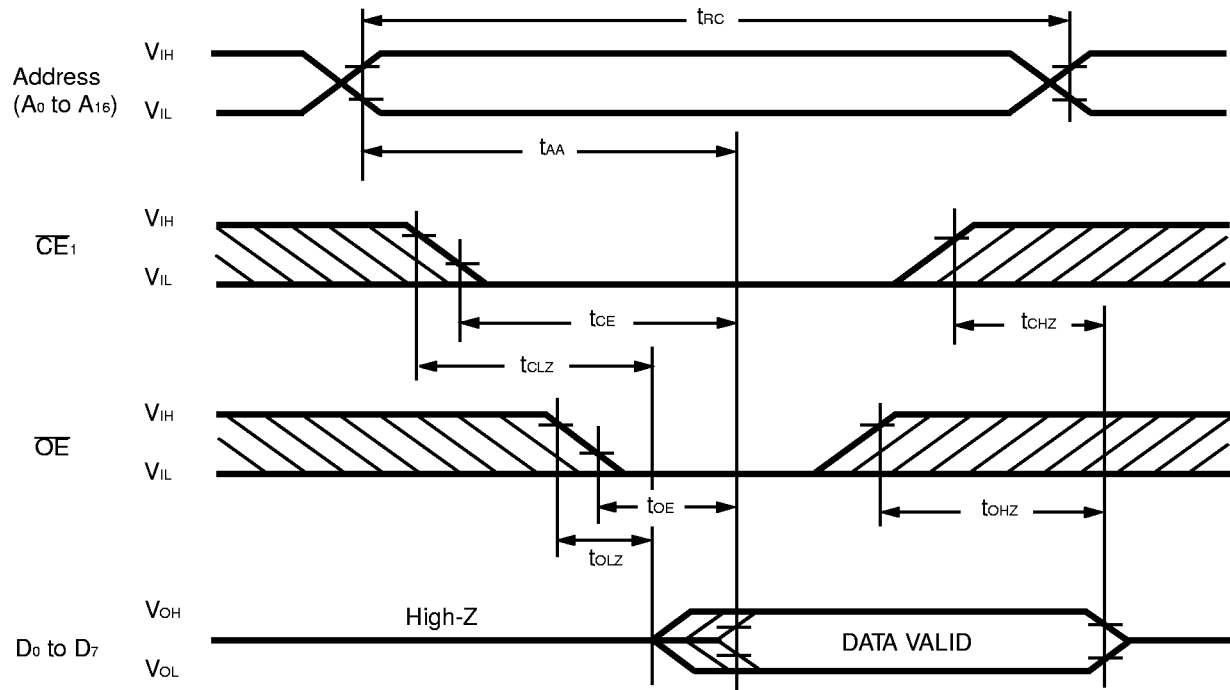 tRC
VIH
Address
(A0 to A16)
VIL
tAA
VIH
CE1
VIL
tCE
tCHZ
tCLZ
VIH
OE
VIL
tOE
tOHZ
tOLZ
VOH
High-Z
D0 to D7
DATA VALID
VOL